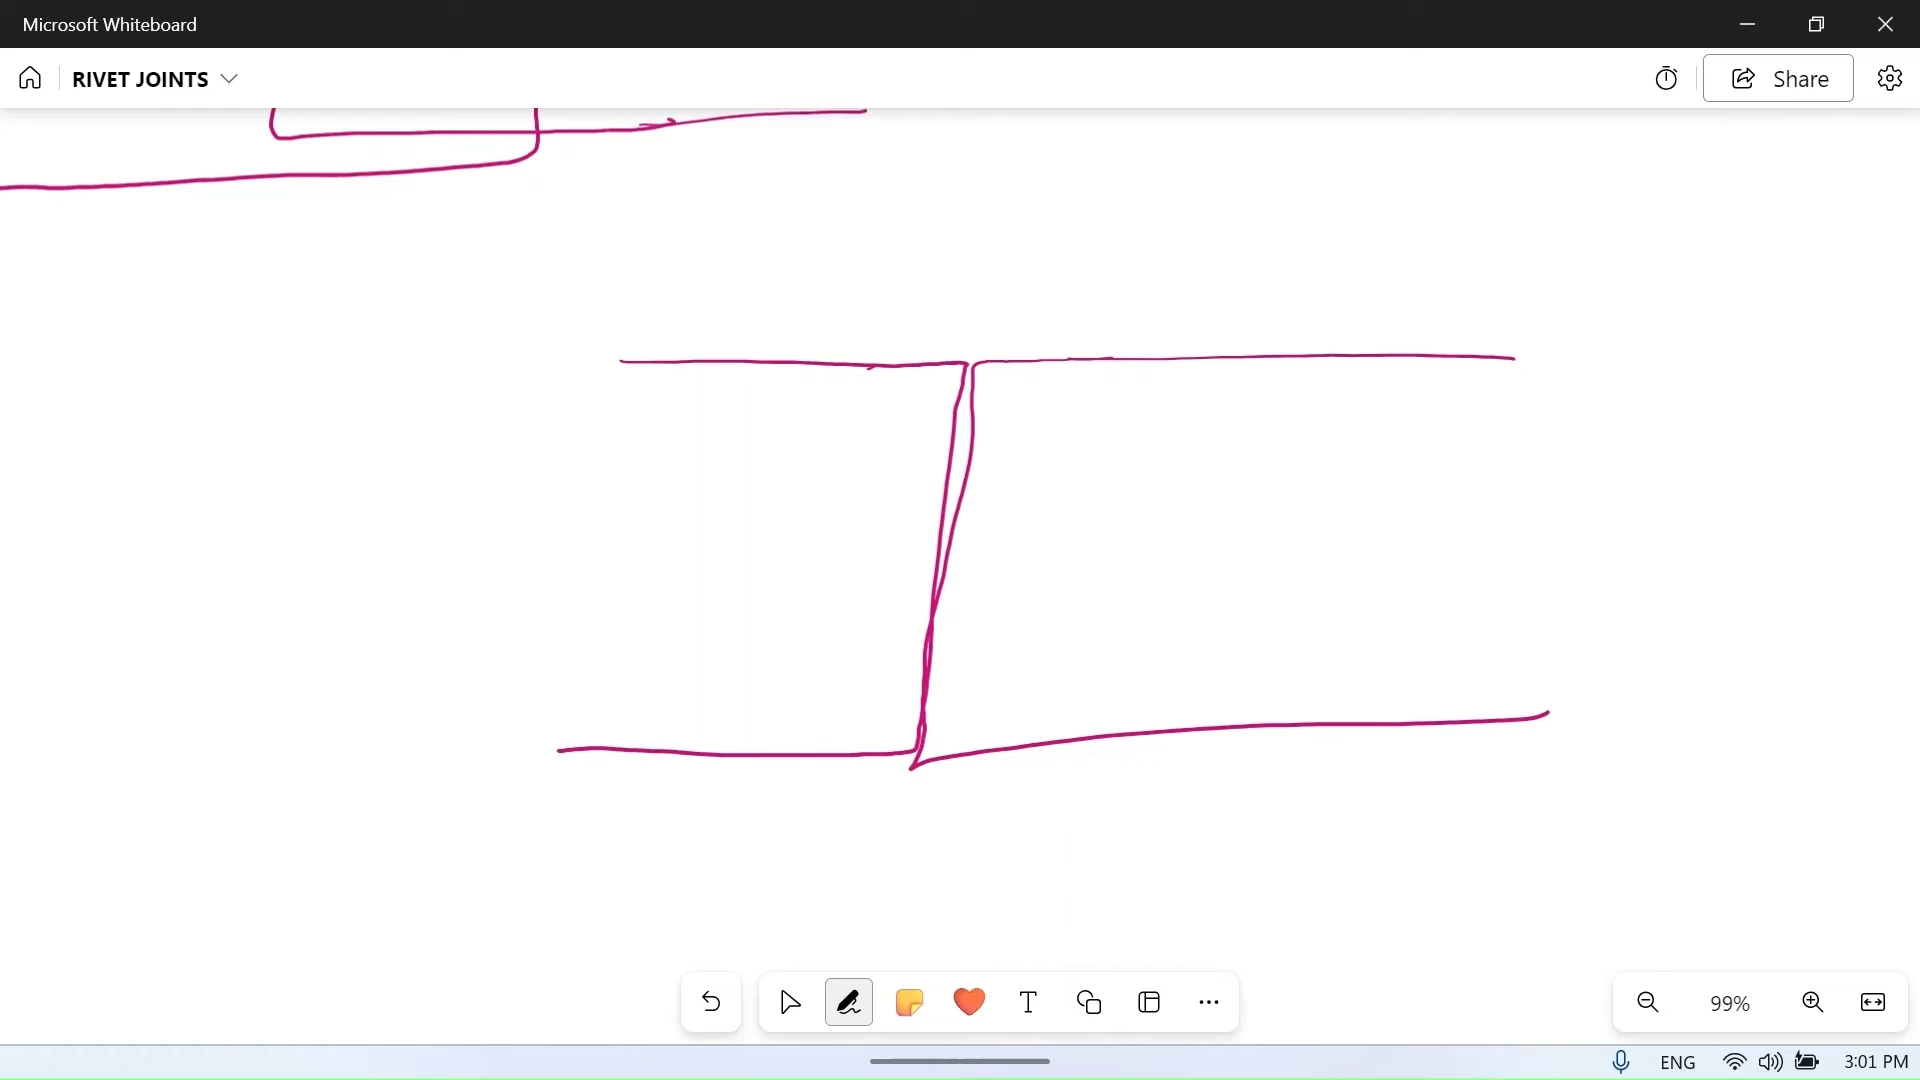 Microsoft Whiteboard
RIVET JOINTS
Share
T
99%
ENG
3:01 PM